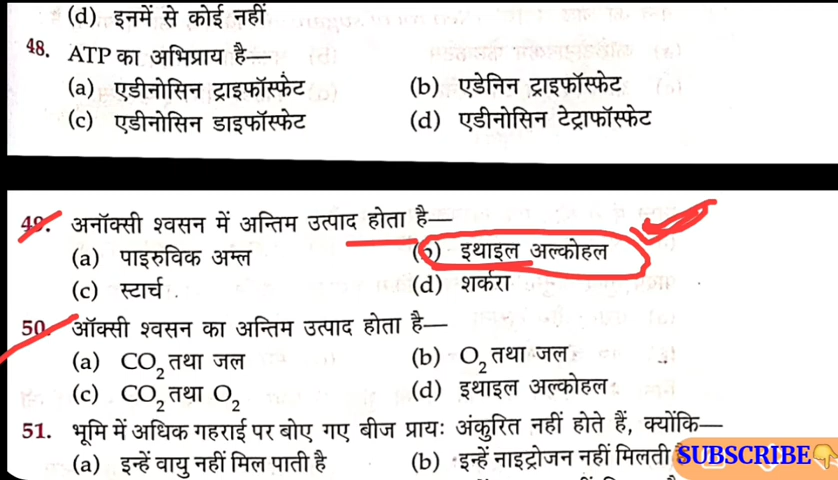 (d) इनमें से कोई नहीं
48. ATP का अभिप्राय है—
(a) एडीनोसिन ट्राइफॉस्फेट (b) एडेनिन ट्राइफॉस्फेट
(c) एडीनोसिन डाइफॉस्फेट (d) एडीनोसिन टेट्राफॉस्फेट
49. अनॉक्सी श्वसन में अन्तिम उत्पाद होता है—
(a) पाइरुविक अम्ल (b) इथाइल अल्कोहल
(c) स्टार्च (d) शर्करा
50. ऑक्सी श्वसन का अन्तिम उत्पाद होता है—
(a) CO₂ तथा जल (b) O₂ तथा जल
(c) CO₂ तथा O₂ (d) इथाइल अल्कोहल
51. भूमि में अधिक गहराई पर बोए गए बीज प्रायः अंकुरित नहीं होते हैं, क्योंकि—
(a) इन्हें वायु नहीं मिल पाती है (b) इन्हें नाइट्रोजन नहीं मिलती
SUBSCRIBE👇